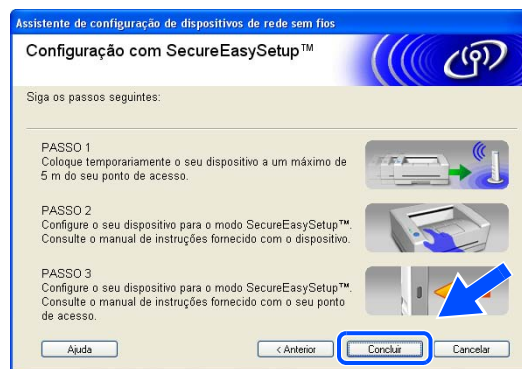 Assistente de configuração de dispositivos de rede sem fios
Configuração com SecureEasySetup™
Siga os passos seguintes:
PASSO 1
Coloque temporariamente o seu dispositivo a um máximo de
5 m do seu ponto de acesso.
PASSO 2
Configure o seu dispositivo para o modo SecureEasySetup™.
Consulte o manual de instruções fornecido com o dispositivo.
PASSO 3
Configure o seu dispositivo para o modo SecureEasySetup™.
Consulte o manual de instruções fornecido com o seu ponto
de acesso.
Ajuda
< Anterior
Concluir
Cancelar